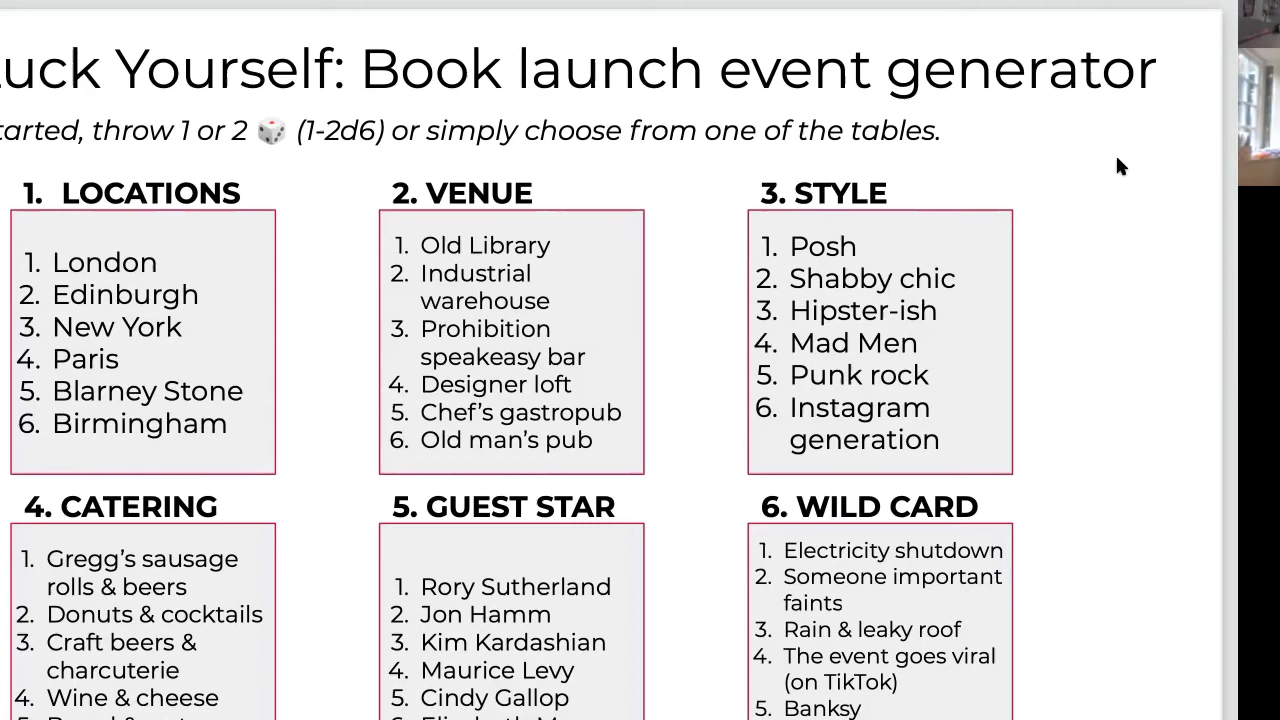 uck Yourself: Book launch event generator
tarted, throw 1 or 2 🎲 (1-2d6) or simply choose from one of the tables.
1. LOCATIONS
1. London
2. Edinburgh
3. New York
4. Paris
5. Blarney Stone
6. Birmingham
2. VENUE
1. Old Library
2. Industrial
warehouse
3. Prohibition
speakeasy bar
4. Designer loft
5. Chef's gastropub
6. Old man's pub
3. STYLE
1. Posh
2. Shabby chic
3. Hipster-ish
4. Mad Men
5. Punk rock
6. Instagram
generation
4. CATERING
1. Gregg's sausage
rolls & beers
2. Donuts & cocktails
3. Craft beers &
charcuterie
4. Wine & cheese
5. GUEST STAR
1. Rory Sutherland
2. Jon Hamm
3. Kim Kardashian
4. Maurice Levy
5. Cindy Gallop
6. WILD CARD
1. Electricity shutdown
2. Someone important
faints
3. Rain & leaky roof
4. The event goes viral
(on TikTok)
5. Banksy